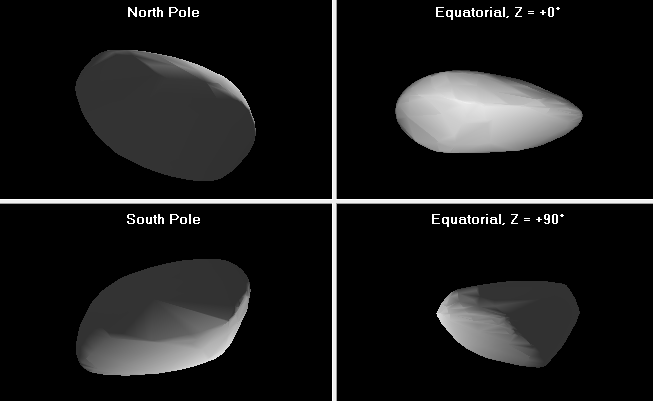 North Pole
Equatorial, Z = +0°
South Pole
Equatorial, Z = +90°